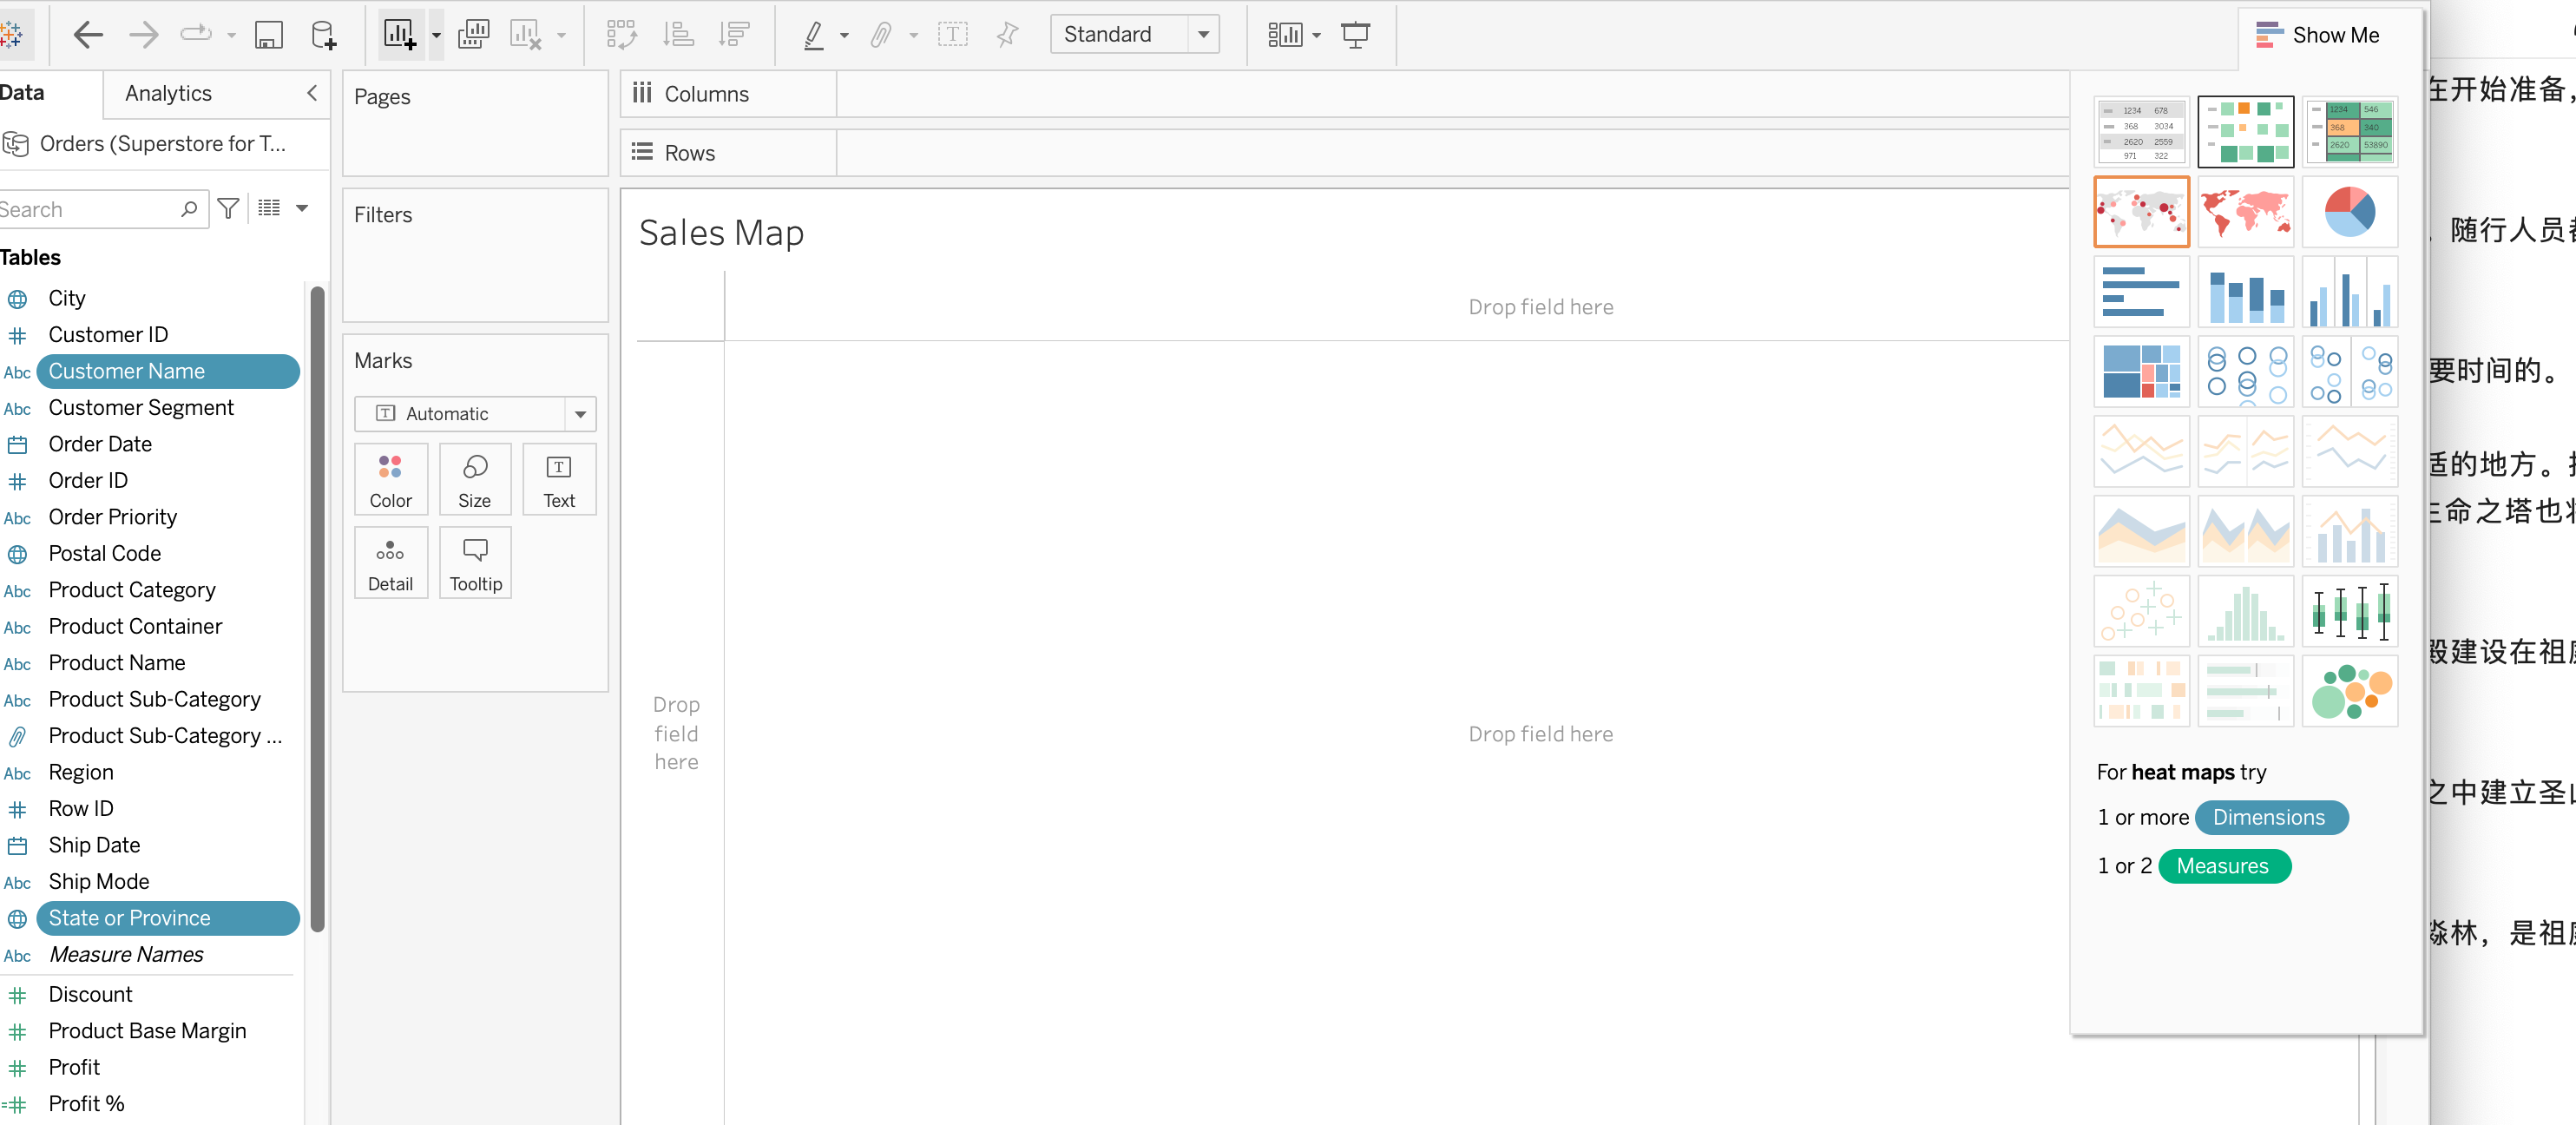 Standard
Show Me
Data
Analytics
Orders (Superstore for T...
Search
Tables
City
Customer ID
Abc Customer Name
Abc Customer Segment
Order Date
Order ID
Abc Order Priority
Postal Code
Abc Product Category
Abc Product Container
Abc Product Name
Abc Product Sub-Category
Product Sub-Category ...
Abc Region
Row ID
Ship Date
Abc Ship Mode
State or Province
Abc Measure Names
Discount
Product Base Margin
Profit
Profit %
Pages
Filters
Marks
Automatic
Color
Size
Text
Detail
Tooltip
Columns
Rows
Sales Map
Drop field here
Drop
field
here
Drop field here
1234 678
368 3034
2620 2559
971 322
1234 546
368 340
2620 53890
For heat maps try
1 or more Dimensions
1 or 2 Measures
在开始准备，
随行人员都
要时间的。
适的地方。
命之塔也将
殿建设在祖庭
之中建立圣山
淼林，是祖庭